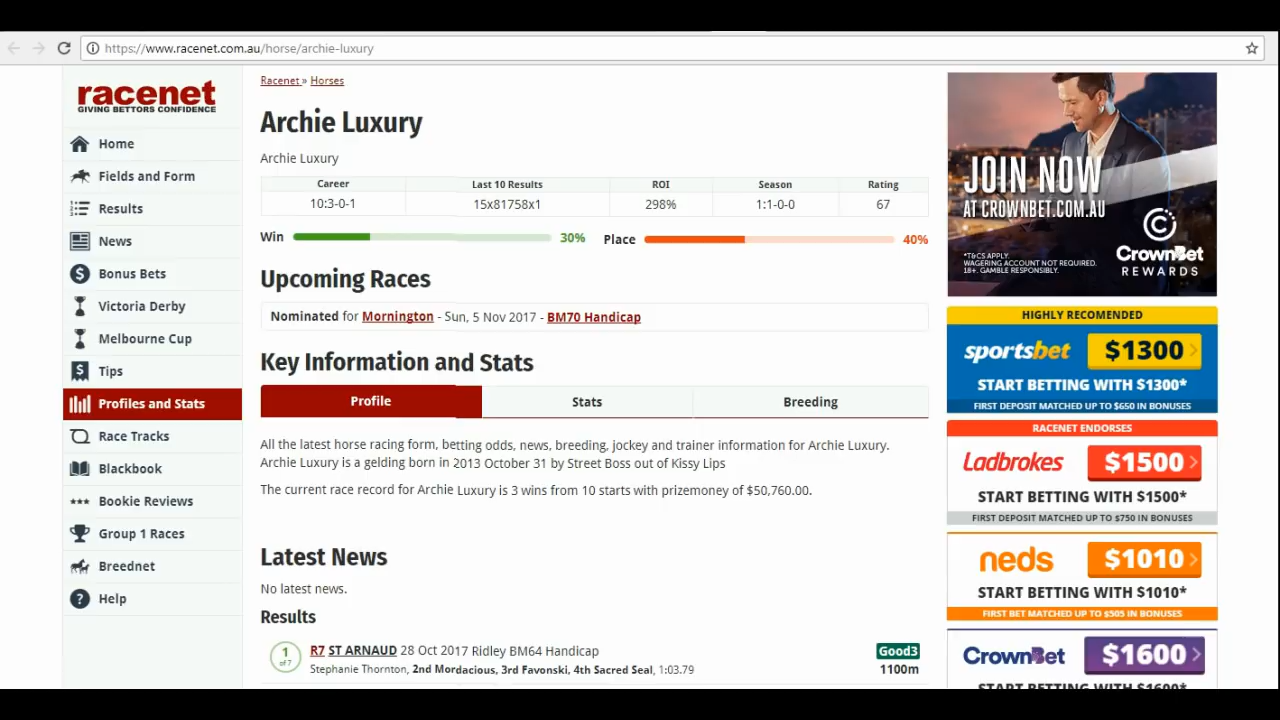 https://www.racenet.com.au/horse/archie-luxury
racenet
GIVING BETTORS CONFIDENCE
Home
Fields and Form
Results
News
Bonus Bets
Victoria Derby
Melbourne Cup
Tips
Profiles and Stats
Race Tracks
Blackbook
Bookie Reviews
Group 1 Races
Breednet
Help
Racenet » Horses
Archie Luxury
Archie Luxury
Career Last 10 Results ROI Season Rating
10:3-0-1 15x81758x1 298% 1:1-0-0 67
Win 30% Place 40%
Upcoming Races
Nominated for Mornington - Sun, 5 Nov 2017 - BM70 Handicap
Key Information and Stats
Profile Stats Breeding
All the latest horse racing form, betting odds, news, breeding, jockey and trainer information for Archie Luxury.
Archie Luxury is a gelding born in 2013 October 31 by Street Boss out of Kissy Lips
The current race record for Archie Luxury is 3 wins from 10 starts with prizemoney of $50,760.00.
Latest News
No latest news.
Results
1 of 7
R7 ST ARNAUD 28 Oct 2017 Ridley BM64 Handicap Good3
Stephanie Thornton, 2nd Mordacious, 3rd Favonski, 4th Sacred Seal, 1:03.79 1100m
JOIN NOW
AT CROWNBET.COM.AU
*T&CS APPLY.
WAGERING ACCOUNT NOT REQUIRED.
18+. GAMBLE RESPONSIBLY.
CrownBet
REWARDS
HIGHLY RECOMENDED
sportsbet $1300
START BETTING WITH $1300*
FIRST DEPOSIT MATCHED UP TO $650 IN BONUSES
RACENET ENDORSES
Ladbrokes $1500
START BETTING WITH $1500*
FIRST DEPOSIT MATCHED UP TO $750 IN BONUSES
neds $1010
START BETTING WITH $1010*
FIRST BET MATCHED UP TO $505 IN BONUSES
CrownBet $1600
START BETTING WITH $1600*